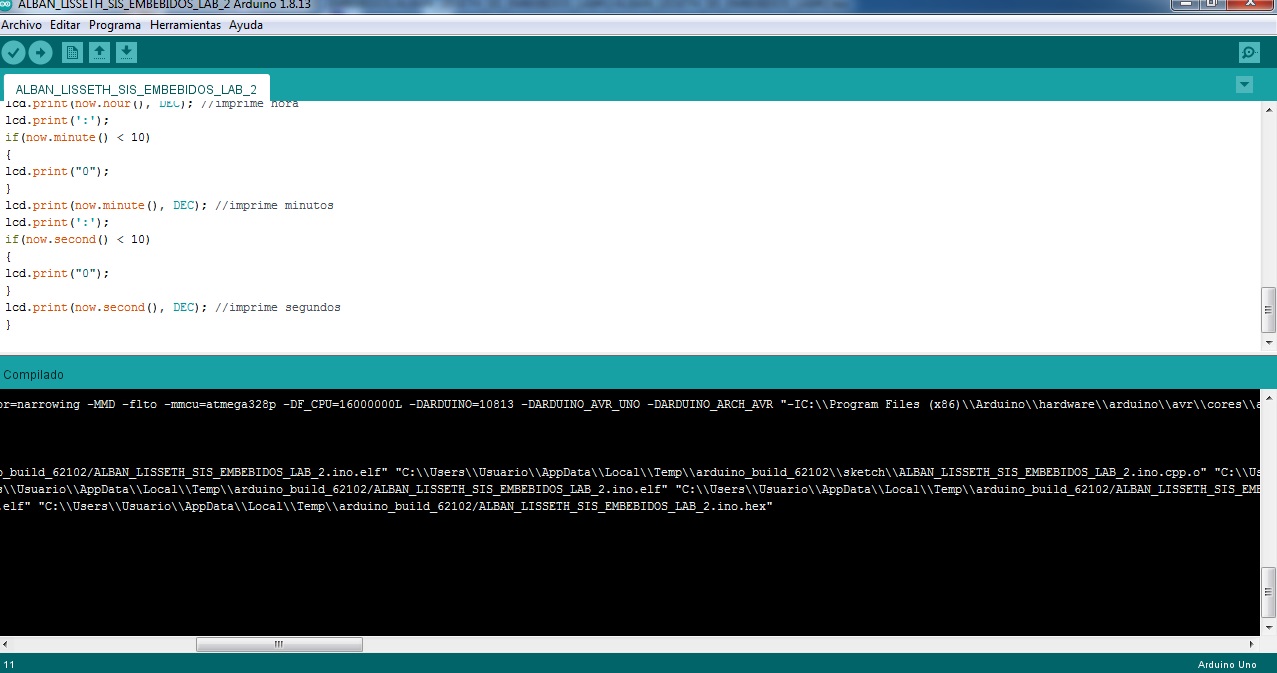 ALBAN_LISSETH_SIS_EMBEBIDOS_LAB_2 Arduino 1.8.13
Archivo Editar Programa Herramientas Ayuda
ALBAN_LISSETH_SIS_EMBEBIDOS_LAB_2
lcd.print(now.hour(), DEC); //imprime hora
lcd.print(':');
if(now.minute() < 10)
{
lcd.print("0");
}
lcd.print(now.minute(), DEC); //imprime minutos
lcd.print(':');
if(now.second() < 10)
{
lcd.print("0");
}
lcd.print(now.second(), DEC); //imprime segundos
}
Compilado
or=narrowing -MMD -flto -mmcu=atmega328p -DF_CPU=16000000L -DARDUINO=10813 -DARDUINO_AVR_UNO -DARDUINO_ARCH_AVR "-IC:\\Program Files (x86)\\Arduino\\hardware\\arduino\\avr\\cores\\a
o_build_62102/ALBAN_LISSETH_SIS_EMBEBIDOS_LAB_2.ino.elf" "C:\\Users\\Usuario\\AppData\\Local\\Temp\\arduino_build_62102\\sketch\\ALBAN_LISSETH_SIS_EMBEBIDOS_LAB_2.ino.cpp.o" "C:\\Us
s\\Usuario\\AppData\\Local\\Temp\\arduino_build_62102/ALBAN_LISSETH_SIS_EMBEBIDOS_LAB_2.ino.elf" "C:\\Users\\Usuario\\AppData\\Local\\Temp\\arduino_build_62102/ALBAN_LISSETH_SIS_EMB
.elf" "C:\\Users\\Usuario\\AppData\\Local\\Temp\\arduino_build_62102/ALBAN_LISSETH_SIS_EMBEBIDOS_LAB_2.ino.hex"
11
Arduino Uno